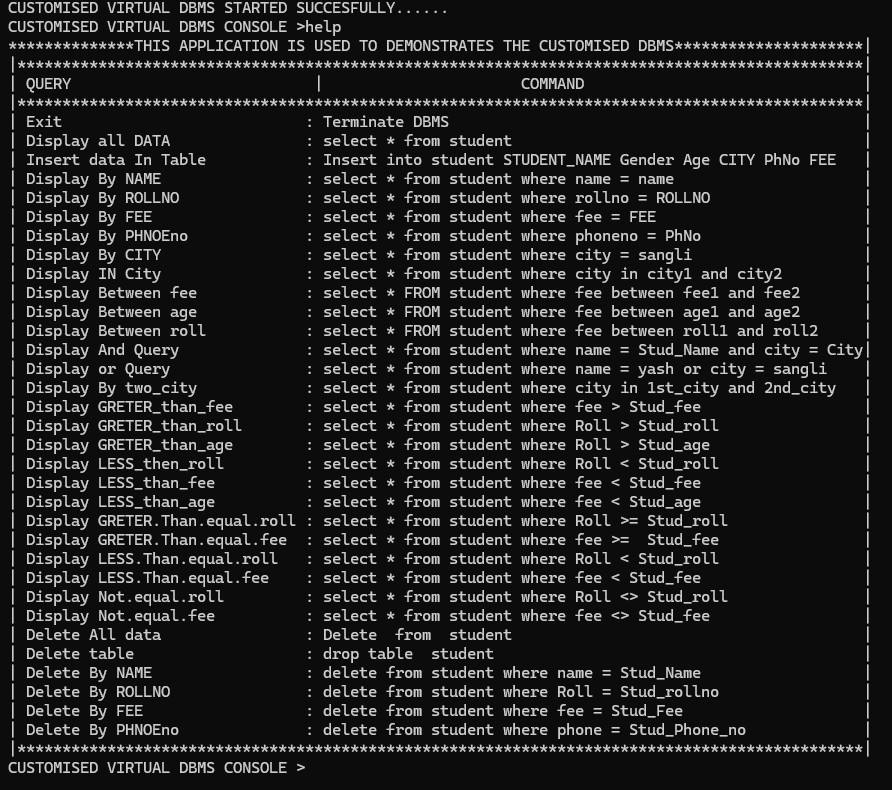 CUSTOMISED VIRTUAL DBMS STARTED SUCCESFULLY......
CUSTOMISED VIRTUAL DBMS CONSOLE >help
**************THIS APPLICATION IS USED TO DEMONSTRATES THE CUSTOMISED DBMS*********************|
|**********************************************************************************************|
| QUERY                           |                      COMMAND                               |
|**********************************************************************************************|
| Exit                           : Terminate DBMS                                              |
| Display all DATA               : select * from student                                       |
| Insert data In Table           : Insert into student STUDENT_NAME Gender Age CITY PhNo FEE   |
| Display By NAME                : select * from student where name = name                     |
| Display By ROLLNO              : select * from student where rollno = ROLLNO                 |
| Display By FEE                 : select * from student where fee = FEE                       |
| Display By PHNOEno             : select * from student where phoneno = PhNo                  |
| Display By CITY                : select * from student where city = sangli                   |
| Display IN City                : select * from student where city in city1 and city2         |
| Display Between fee            : select * FROM student where fee between fee1 and fee2       |
| Display Between age            : select * FROM student where fee between age1 and age2       |
| Display Between roll           : select * FROM student where fee between roll1 and roll2     |
| Display And Query              : select * from student where name = Stud_Name and city = City|
| Display or Query               : select * from student where name = yash or city = sangli    |
| Display By two_city            : select * from student where city in 1st_city and 2nd_city   |
| Display GRETER_than_fee        : select * from student where fee > Stud_fee                  |
| Display GRETER_than_roll       : select * from student where Roll > Stud_roll                |
| Display GRETER_than_age        : select * from student where Roll > Stud_age                 |
| Display LESS_then_roll         : select * from student where Roll < Stud_roll                |
| Display LESS_than_fee          : select * from student where fee < Stud_fee                  |
| Display LESS_than_age          : select * from student where fee < Stud_age                  |
| Display GRETER.Than.equal.roll : select * from student where Roll >= Stud_roll               |
| Display GRETER.Than.equal.fee  : select * from student where fee >=  Stud_fee                |
| Display LESS.Than.equal.roll   : select * from student where Roll < Stud_roll                |
| Display LESS.Than.equal.fee    : select * from student where fee < Stud_fee                  |
| Display Not.equal.roll         : select * from student where Roll <> Stud_roll               |
| Display Not.equal.fee          : select * from student where fee <> Stud_fee                 |
| Delete All data                : Delete  from  student                                       |
| Delete table                   : drop table  student                                         |
| Delete By NAME                 : delete from student where name = Stud_Name                  |
| Delete By ROLLNO               : delete from student where Roll = Stud_rollno                |
| Delete By FEE                  : delete from student where fee = Stud_Fee                    |
| Delete By PHNOEno              : delete from student where phone = Stud_Phone_no             |
|**********************************************************************************************|
CUSTOMISED VIRTUAL DBMS CONSOLE >